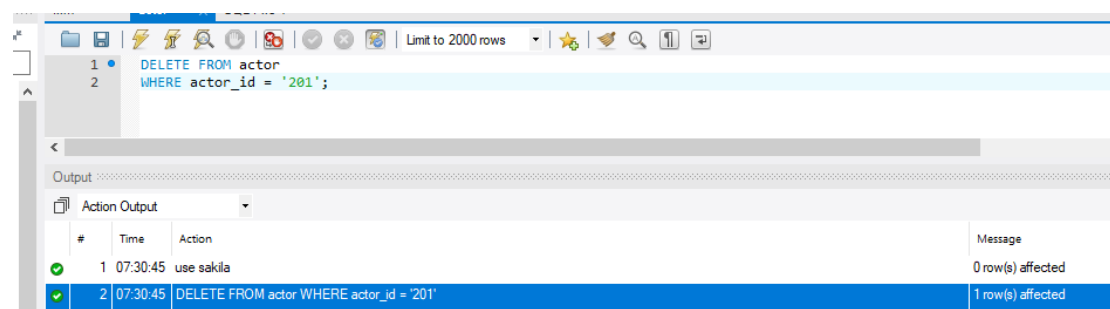 Limit to 2000 rows
1 DELETE FROM actor
2 WHERE actor_id = '201';
Output
Action Output
# Time Action Message
1 07:30:45 use sakila 0 row(s) affected
2 07:30:45 DELETE FROM actor WHERE actor_id = '201' 1 row(s) affected